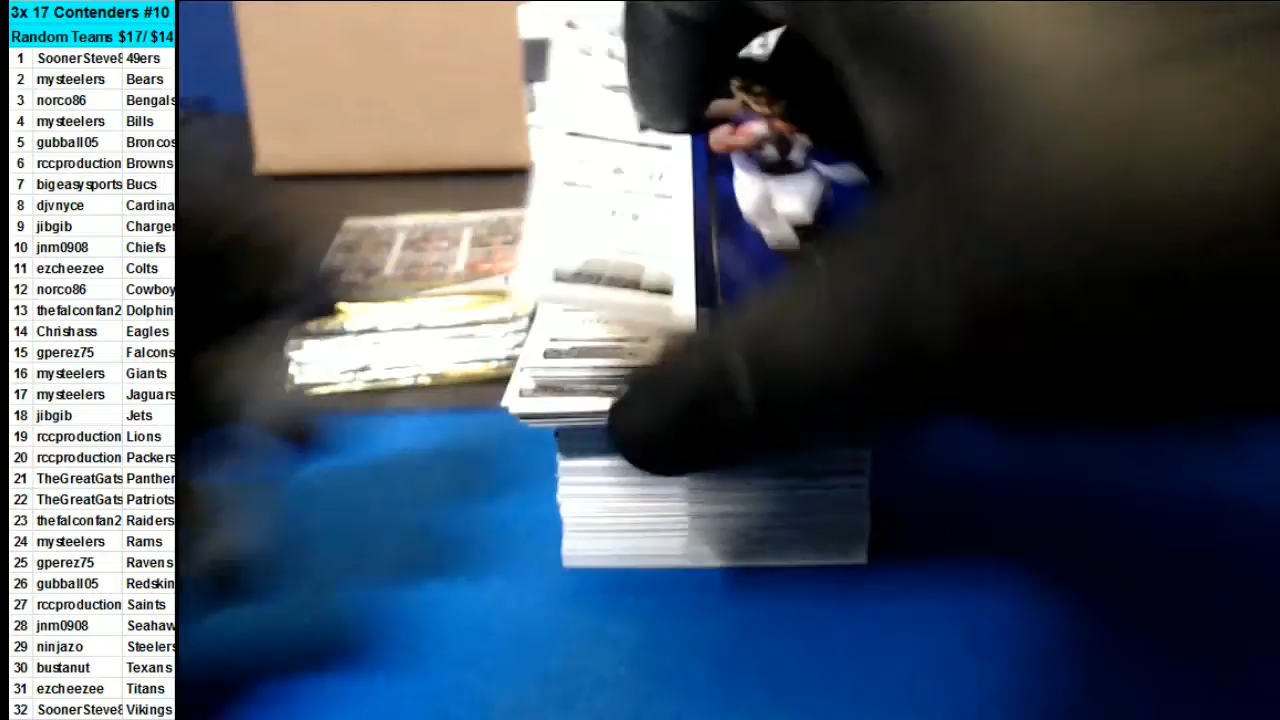 3x 17 Contenders #10
Random Teams $17/ $14
1 SoonerSteve8 49ers
2 mysteelers Bears
3 norco86 Bengals
4 mysteelers Bills
5 gubball05 Broncos
6 rccproduction Browns
7 bigeasysports Bucs
8 djvnyce Cardina
9 jibgib Charger
10 jnm0908 Chiefs
11 ezcheezee Colts
12 norco86 Cowboy
13 thefalconfan2 Dolphin
14 Chrishass Eagles
15 gperez75 Falcons
16 mysteelers Giants
17 mysteelers Jaguars
18 jibgib Jets
19 rccproduction Lions
20 rccproduction Packers
21 TheGreatGats Panther
22 TheGreatGats Patriots
23 thefalconfan2 Raiders
24 mysteelers Rams
25 gperez75 Ravens
26 gubball05 Redskin
27 rccproduction Saints
28 jnm0908 Seahaw
29 ninjazo Steelers
30 bustanut Texans
31 ezcheezee Titans
32 SoonerSteve8 Vikings